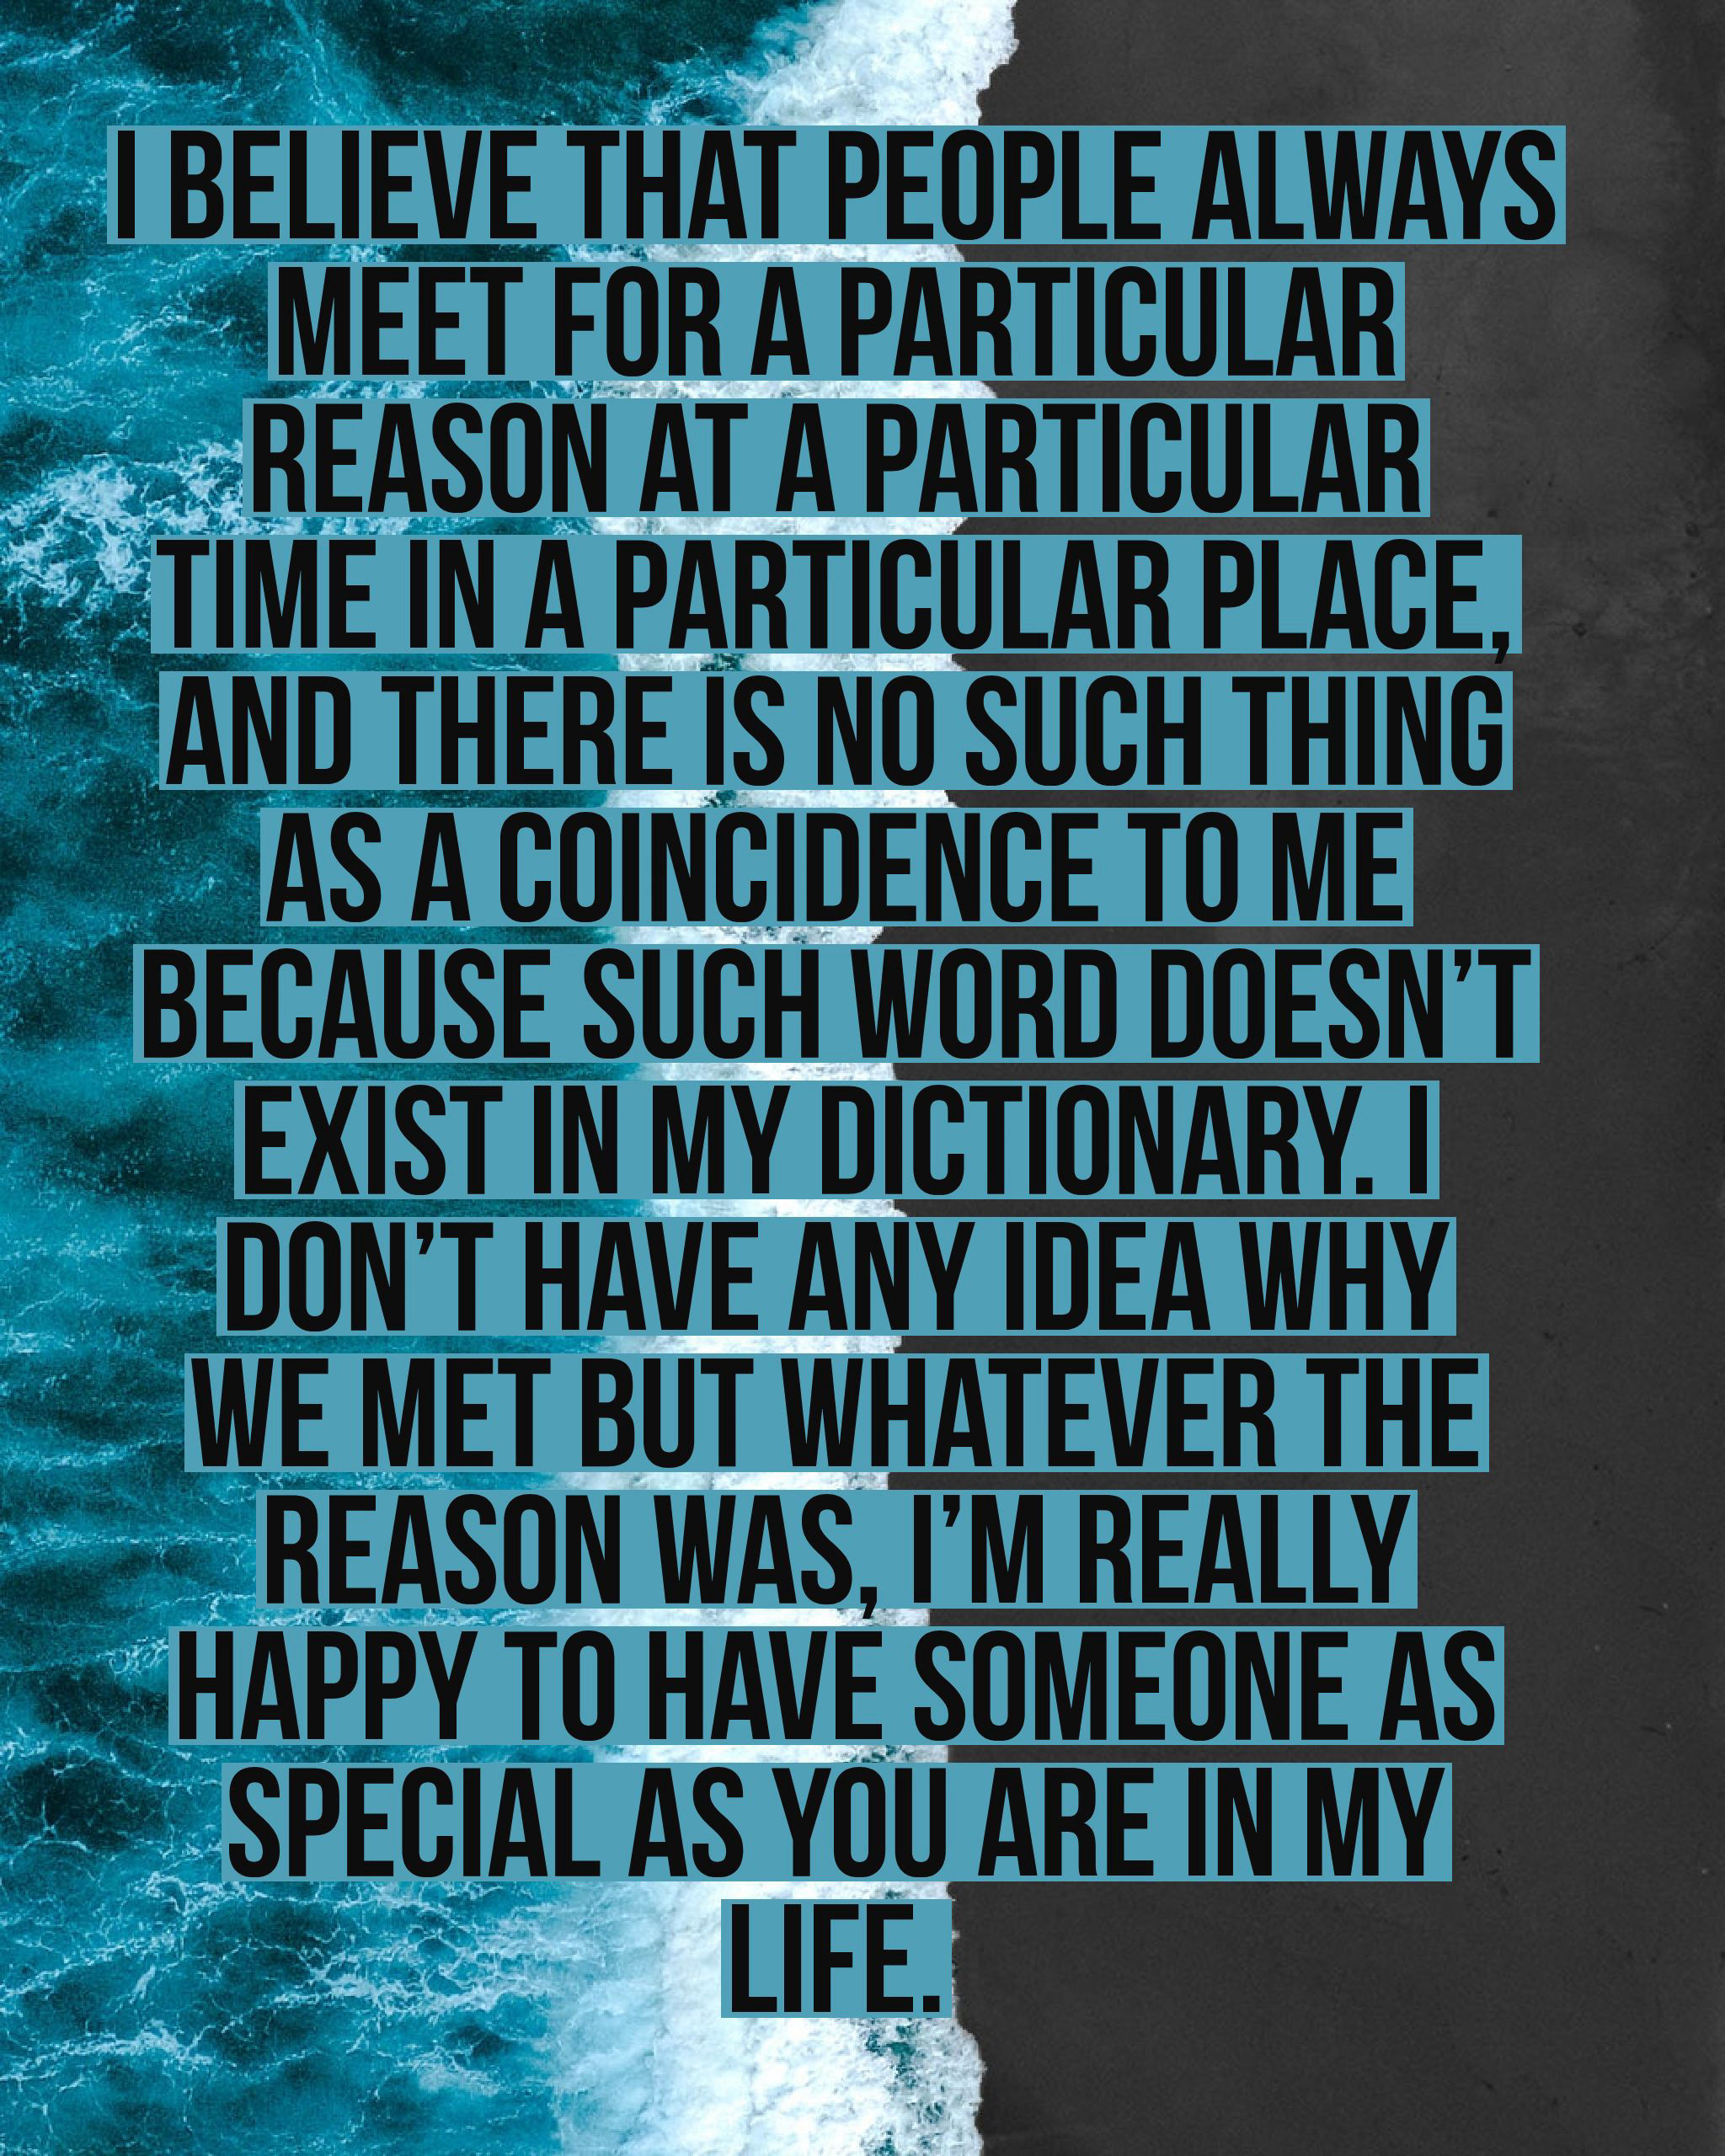 I BELIEVE THAT PEOPLE ALWAYS
MEET FOR A PARTICULAR
REASON AT A PARTICULAR
TIME IN A PARTICULAR PLACE,
AND THERE IS NO SUCH THING
AS A COINCIDENCE TO ME
BECAUSE SUCH WORD DOESN’T
EXIST IN MY DICTIONARY. I
DON’T HAVE ANY IDEA WHY
WE MET BUT WHATEVER THE
REASON WAS, I’M REALLY
HAPPY TO HAVE SOMEONE AS
SPECIAL AS YOU ARE IN MY
LIFE.